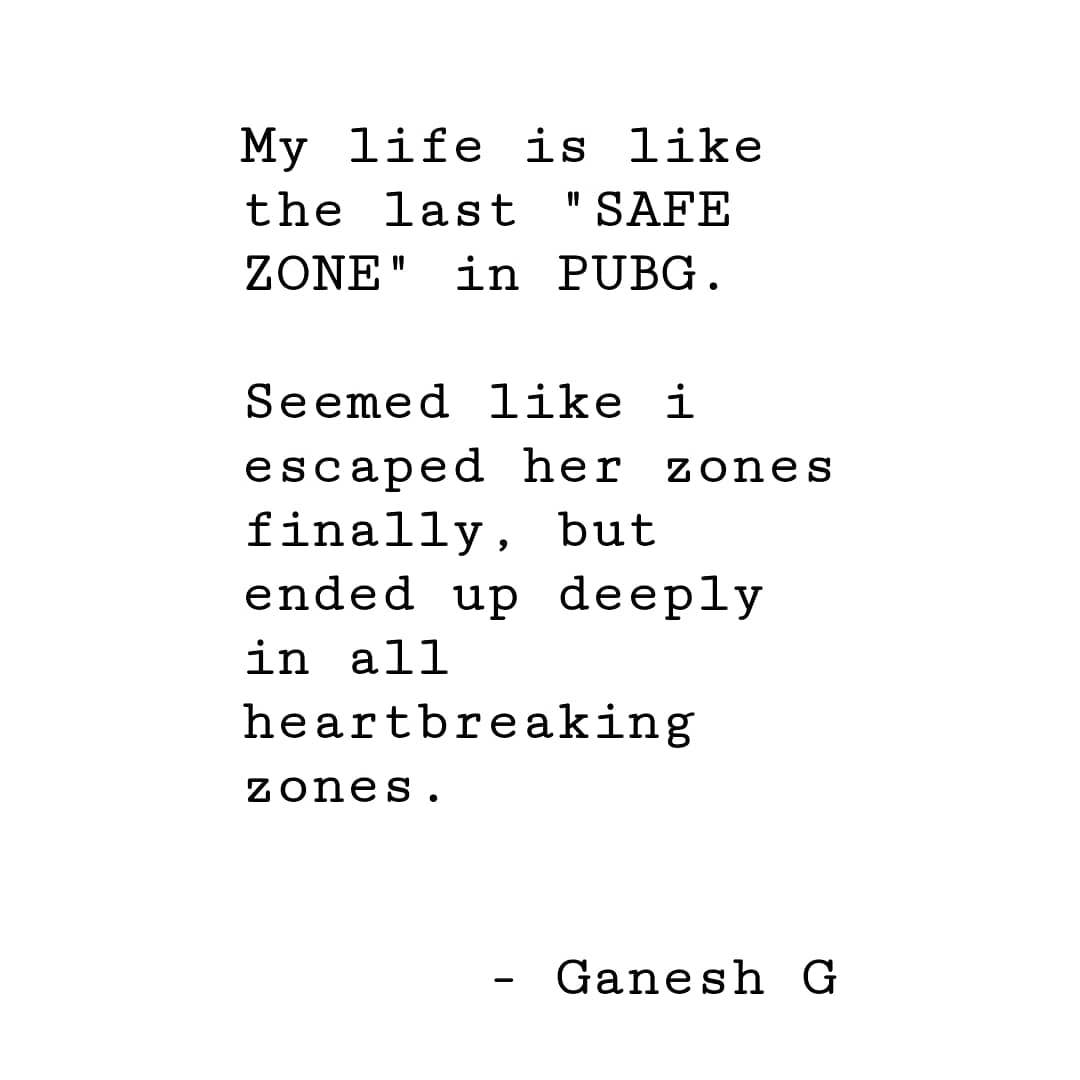 My life is like
the last "SAFE
ZONE" in PUBG.
Seemed like i
escaped her zones
finally, but
ended up deeply
in all
heartbreaking
zones.
- Ganesh G